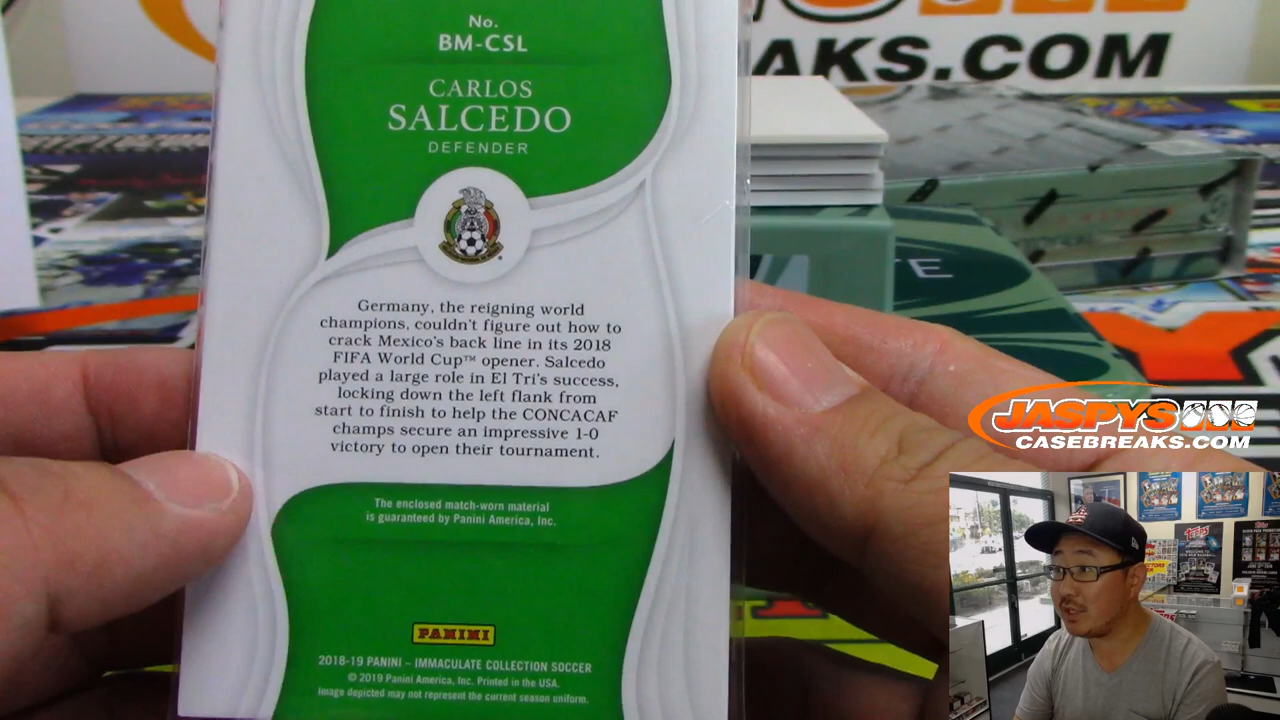 No.
BM-CSL
CARLOS
SALCEDO
DEFENDER
Germany, the reigning world
champions, couldn't figure out how to
crack Mexico's back line in its 2018
FIFA World Cup™ opener. Salcedo
played a large role in El Tri's success,
locking down the left flank from
start to finish to help the CONCACAF
champs secure an impressive 1-0
victory to open their tournament.
The enclosed match-worn material
is guaranteed by Panini America, Inc.
PANINI
2018-19 PANINI – IMMACULATE COLLECTION SOCCER
© 2019 Panini America, Inc. Printed in the USA.
Image depicted may not represent the current season uniform.
EAKS.COM
TE
Y
JASPYS
CASEBREAKS.COM
Topps